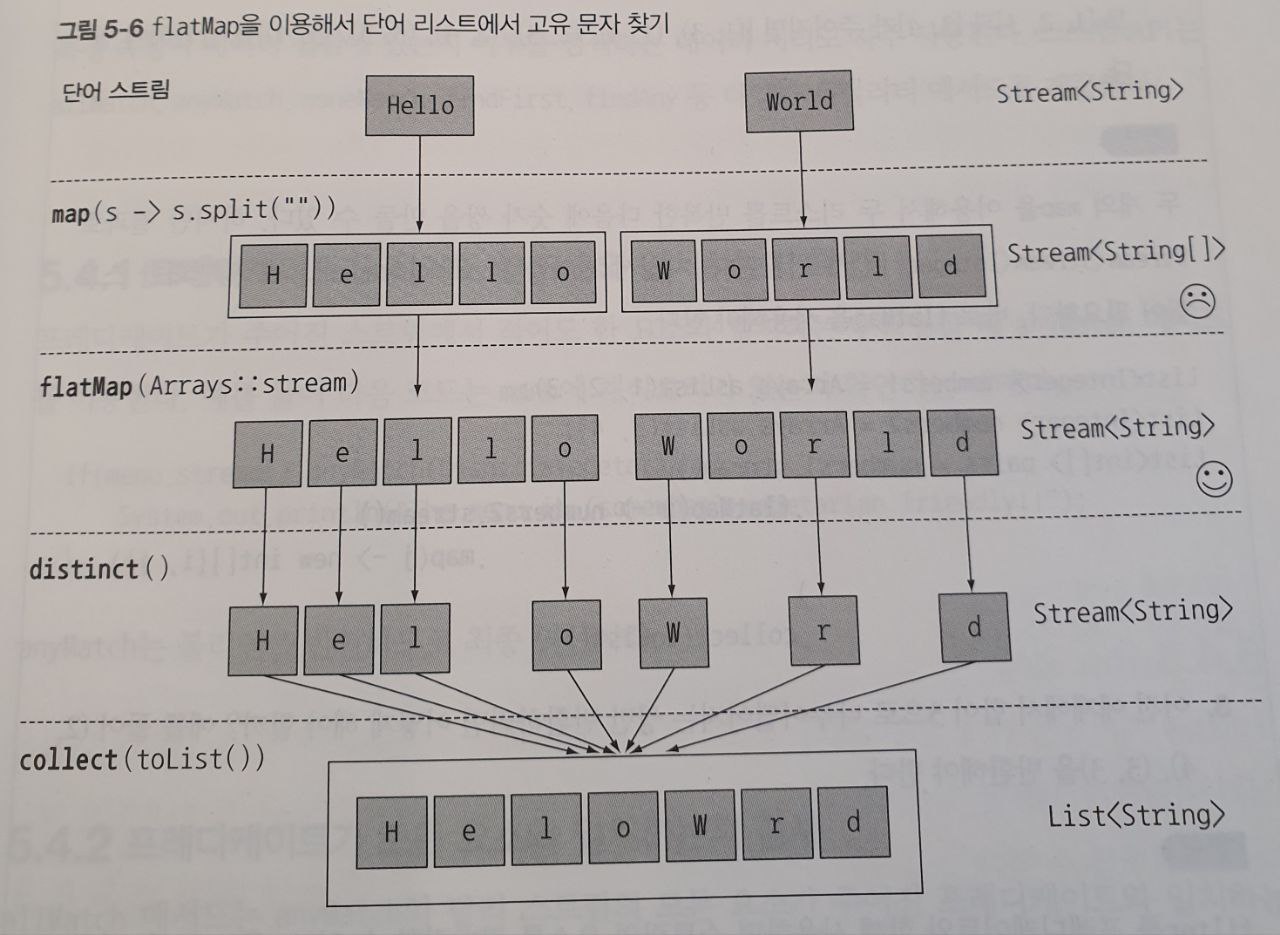 그림 5-6 flatMap을 이용해서 단어 리스트에서 고유 문자 찾기
단어 스트림
Hello World Stream<String>
map(s -> s.split(""))
H e l l o W o r l d Stream<String[]>
flatMap(Arrays::stream)
H e l l o W o r l d Stream<String>
distinct()
H e l o W r d Stream<String>
collect(toList())
H e l o W r d List<String>